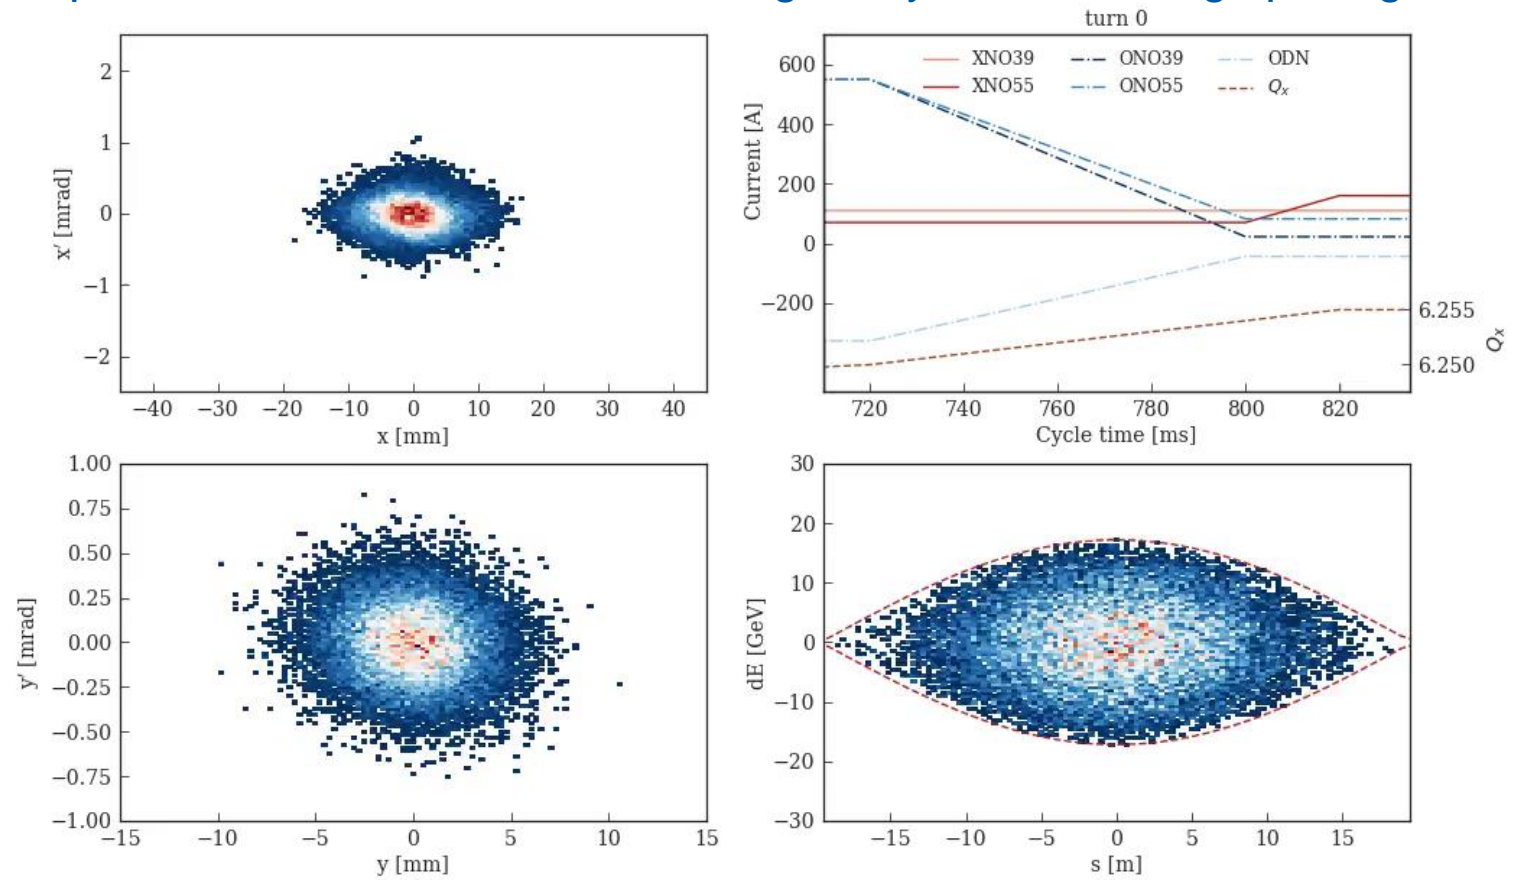 turn 0
2
1
0
−1
−2
x′ [mrad]
−40 −30 −20 −10 0 10 20 30 40
x [mm]
600
400
200
0
−200
Current [A]
XNO39 ONO39 ODN
XNO55 ONO55 Qx
6.255
6.250
Qx
720 740 760 780 800 820
Cycle time [ms]
1.00
0.75
0.50
0.25
0.00
−0.25
−0.50
−0.75
−1.00
y′ [mrad]
−15 −10 −5 0 5 10 15
y [mm]
30
20
10
0
−10
−20
−30
dE [GeV]
−15 −10 −5 0 5 10 15
s [m]